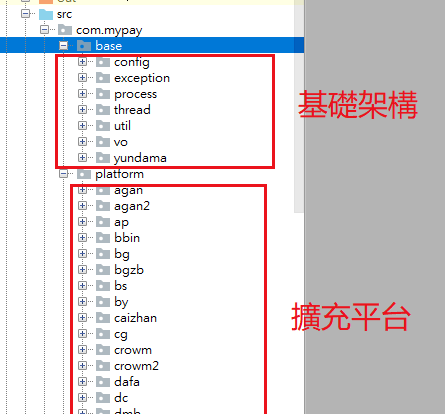 src
com.mypay
base
config
exception
process
thread
util
vo
yundama
基礎架構
platform
agan
agan2
ap
bbin
bg
bgzb
bs
by
caizhan
cg
crowm
crowm2
dafa
dc
擴充平台